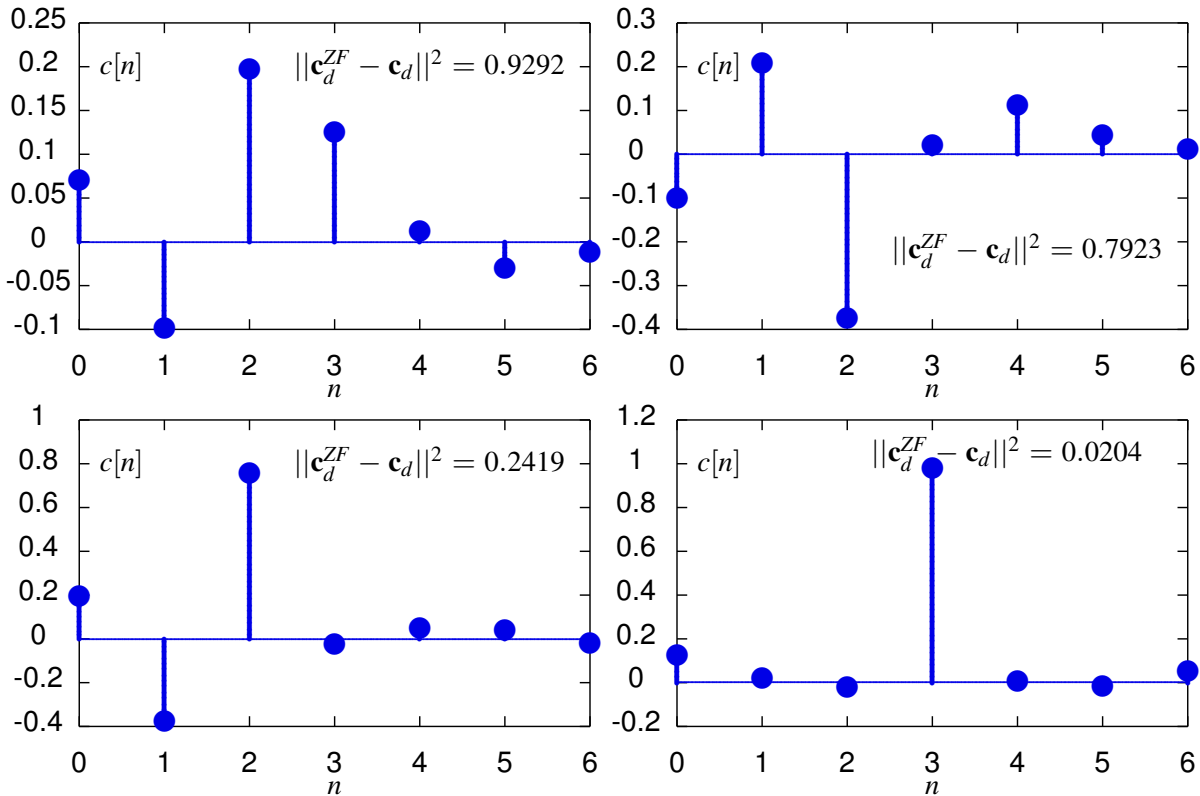 0.25
0.2
0.15
0.1
0.05
0
-0.05
-0.1
c[n]
||c_d^{ZF} − c_d||^2 = 0.9292
0 1 2 3 4 5 6
n
0.3
0.2
0.1
0
-0.1
-0.2
-0.3
-0.4
c[n]
||c_d^{ZF} − c_d||^2 = 0.7923
0 1 2 3 4 5 6
n
1
0.8
0.6
0.4
0.2
0
-0.2
-0.4
c[n]
||c_d^{ZF} − c_d||^2 = 0.2419
0 1 2 3 4 5 6
n
1.2
1
0.8
0.6
0.4
0.2
0
-0.2
c[n]
||c_d^{ZF} − c_d||^2 = 0.0204
0 1 2 3 4 5 6
n